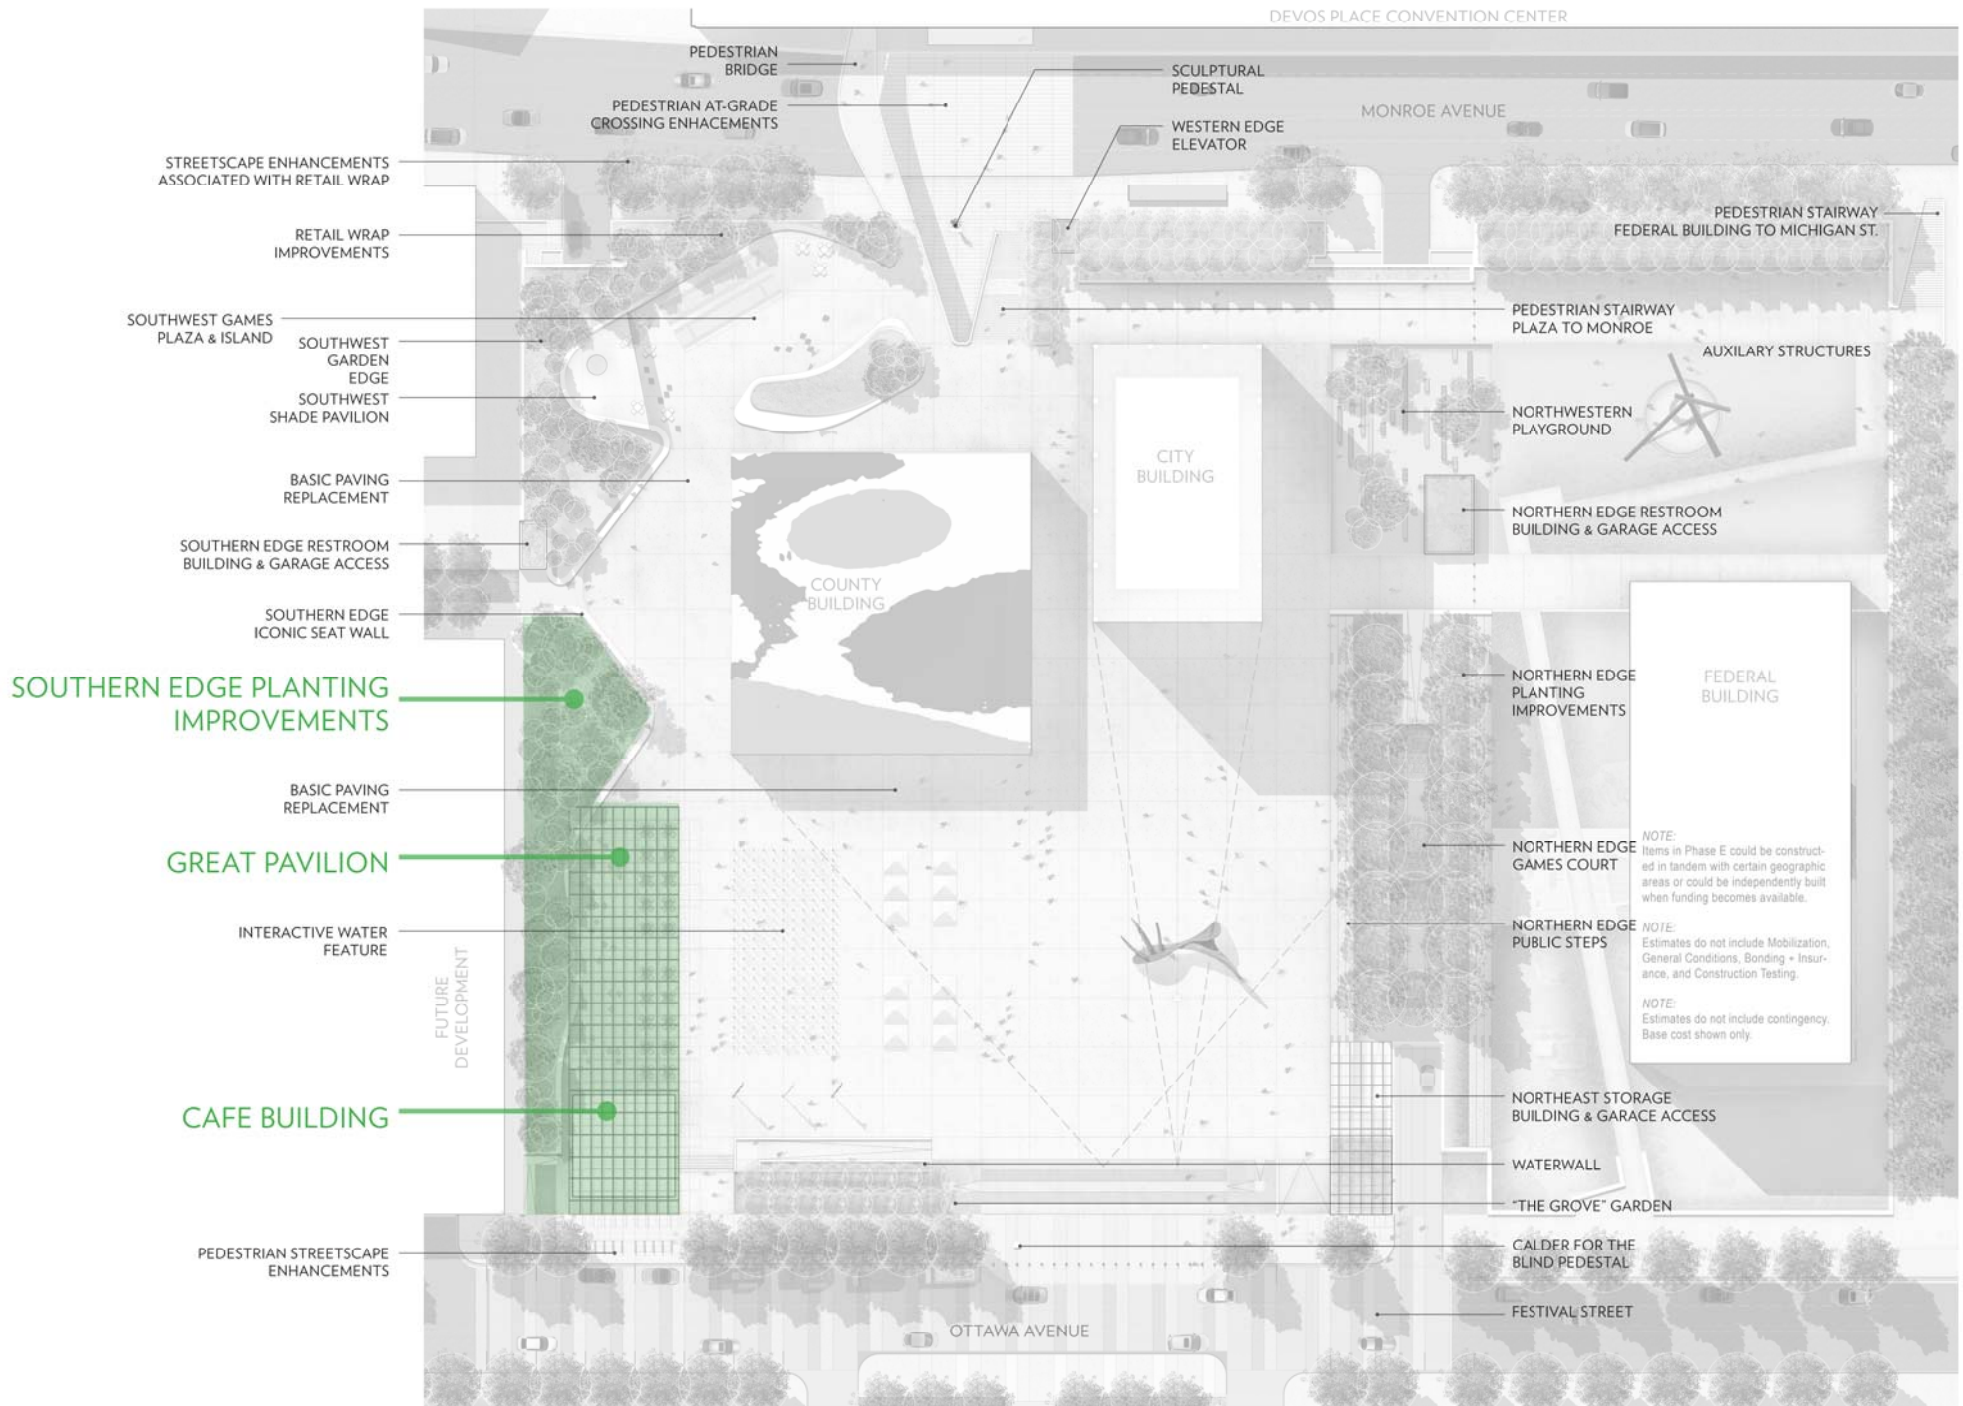 DEVOS PLACE CONVENTION CENTER
PEDESTRIAN
BRIDGE
PEDESTRIAN AT-GRADE
CROSSING ENHACEMENTS
STREETSCAPE ENHANCEMENTS
ASSOCIATED WITH RETAIL WRAP
RETAIL WRAP
IMPROVEMENTS
SOUTHWEST GAMES
PLAZA & ISLAND
SOUTHWEST
GARDEN
EDGE
SOUTHWEST
SHADE PAVILION
BASIC PAVING
REPLACEMENT
SOUTHERN EDGE RESTROOM
BUILDING & GARAGE ACCESS
SOUTHERN EDGE
ICONIC SEAT WALL
SOUTHERN EDGE PLANTING
IMPROVEMENTS
BASIC PAVING
REPLACEMENT
GREAT PAVILION
INTERACTIVE WATER
FEATURE
FUTURE
DEVELOPMENT
CAFE BUILDING
PEDESTRIAN STREETSCAPE
ENHANCEMENTS
SCULPTURAL
PEDESTAL
WESTERN EDGE
ELEVATOR
MONROE AVENUE
PEDESTRIAN STAIRWAY
FEDERAL BUILDING TO MICHIGAN ST.
PEDESTRIAN STAIRWAY
PLAZA TO MONROE
AUXILARY STRUCTURES
NORTHWESTERN
PLAYGROUND
CITY
BUILDING
NORTHERN EDGE RESTROOM
BUILDING & GARAGE ACCESS
COUNTY
BUILDING
NORTHERN EDGE
PLANTING
IMPROVEMENTS
FEDERAL
BUILDING
NORTHERN EDGE
GAMES COURT
NORTHERN EDGE
PUBLIC STEPS
NOTE:
Items in Phase E could be construct-
ed in tandem with certain geographic
areas or could be independently built
when funding becomes available.
NOTE:
Estimates do not include Mobilization,
General Conditions, Bonding + Insur-
ance, and Construction Testing.
NOTE:
Estimates do not include contingency.
Base cost shown only.
NORTHEAST STORAGE
BUILDING & GARACE ACCESS
WATERWALL
"THE GROVE" GARDEN
CALDER FOR THE
BLIND PEDESTAL
FESTIVAL STREET
OTTAWA AVENUE